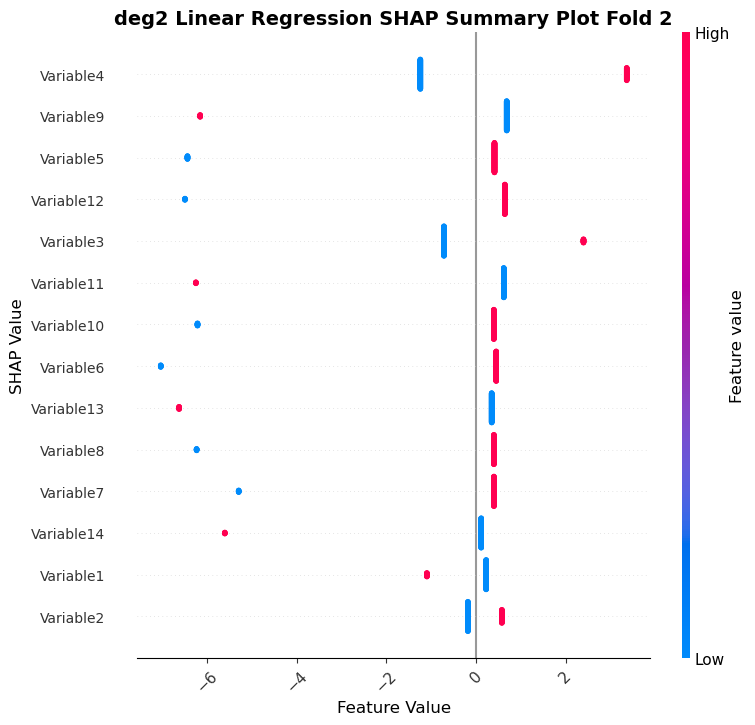 deg2 Linear Regression SHAP Summary Plot Fold 2
High
Variable4
Variable9
Variable5
Variable12
Variable3
Variable11
Variable10
Variable6
Variable13
Variable8
Variable7
Variable14
Variable1
Variable2
SHAP Value
Feature value
Low
−6
−4
−2
0
2
Feature Value